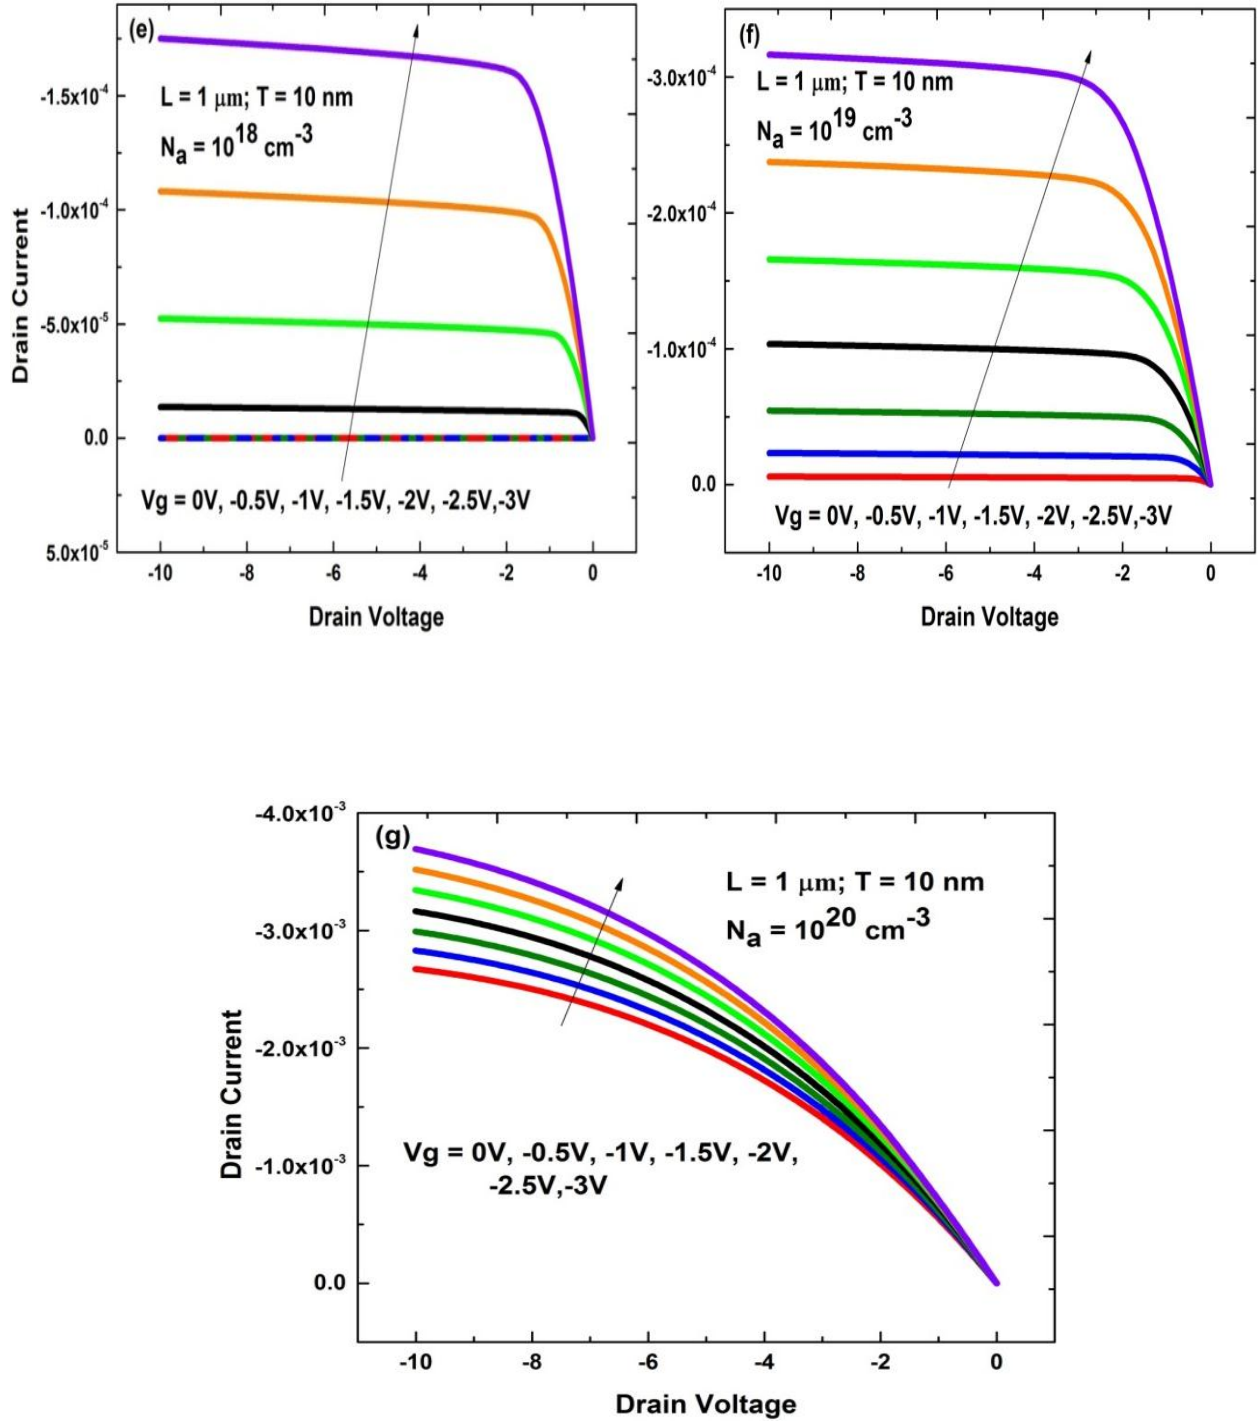 (e)
L = 1 μm; T = 10 nm
Nₐ = 10¹⁸ cm⁻³
-1.5x10⁻⁴
-1.0x10⁻⁴
-5.0x10⁻⁵
0.0
5.0x10⁻⁵
Drain Current
Vg = 0V, -0.5V, -1V, -1.5V, -2V, -2.5V,-3V
-10 -8 -6 -4 -2 0
Drain Voltage
(f)
L = 1 μm; T = 10 nm
Nₐ = 10¹⁹ cm⁻³
-3.0x10⁻⁴
-2.0x10⁻⁴
-1.0x10⁻⁴
0.0
Vg = 0V, -0.5V, -1V, -1.5V, -2V, -2.5V,-3V
-10 -8 -6 -4 -2 0
Drain Voltage
(g)
L = 1 μm; T = 10 nm
Nₐ = 10²⁰ cm⁻³
-4.0x10⁻³
-3.0x10⁻³
-2.0x10⁻³
-1.0x10⁻³
0.0
Drain Current
Vg = 0V, -0.5V, -1V, -1.5V, -2V,
-2.5V,-3V
-10 -8 -6 -4 -2 0
Drain Voltage